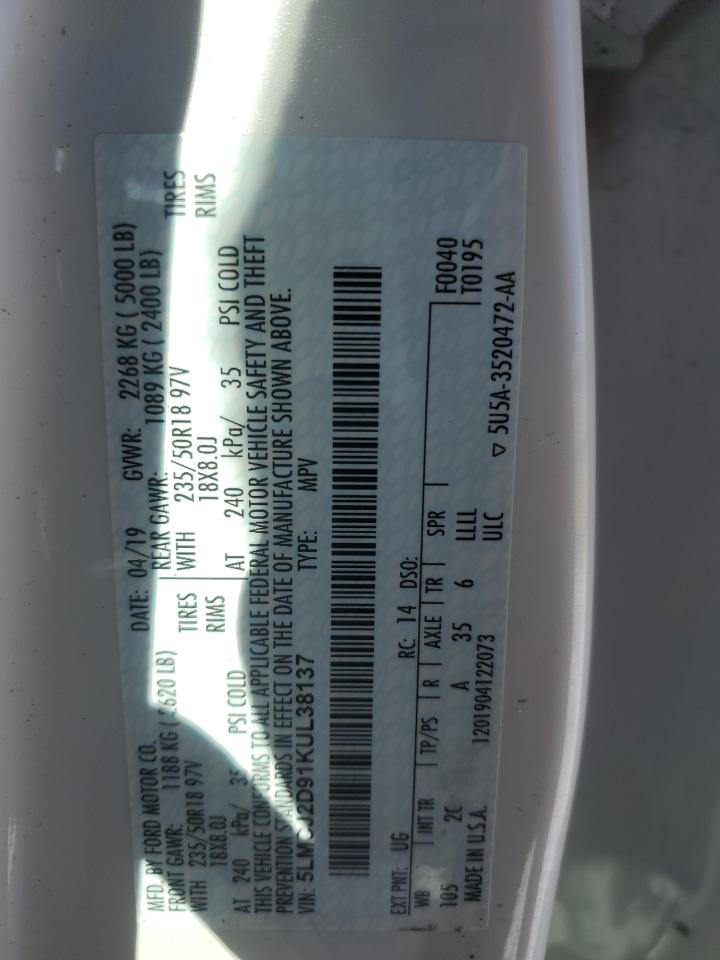 MFD. BY FORD MOTOR CO. DATE: 04/19 GVWR: 2268 KG ( 5000 LB)
FRONT GAWR: 1188 KG ( 2620 LB) REAR GAWR: 1089 KG ( 2400 LB)
WITH 235/50R18 97V TIRES WITH 235/50R18 97V TIRES
18X8.0J RIMS 18X8.0J RIMS
AT 240 kPa/ 35 PSI COLD AT 240 kPa/ 35 PSI COLD
THIS VEHICLE CONFORMS TO ALL APPLICABLE FEDERAL MOTOR VEHICLE SAFETY AND THEFT
PREVENTION STANDARDS IN EFFECT ON THE DATE OF MANUFACTURE SHOWN ABOVE.
VIN: TYPE: MPV
EXT PNT: UG RC: 14 DSO: F0040
WB INT TR TP/PS R AXLE TR SPR T0195
105 2C A 35 6 LLLL
MADE IN U.S.A. 1201904122073 ULC ▽ 5U5A-3520472-AA